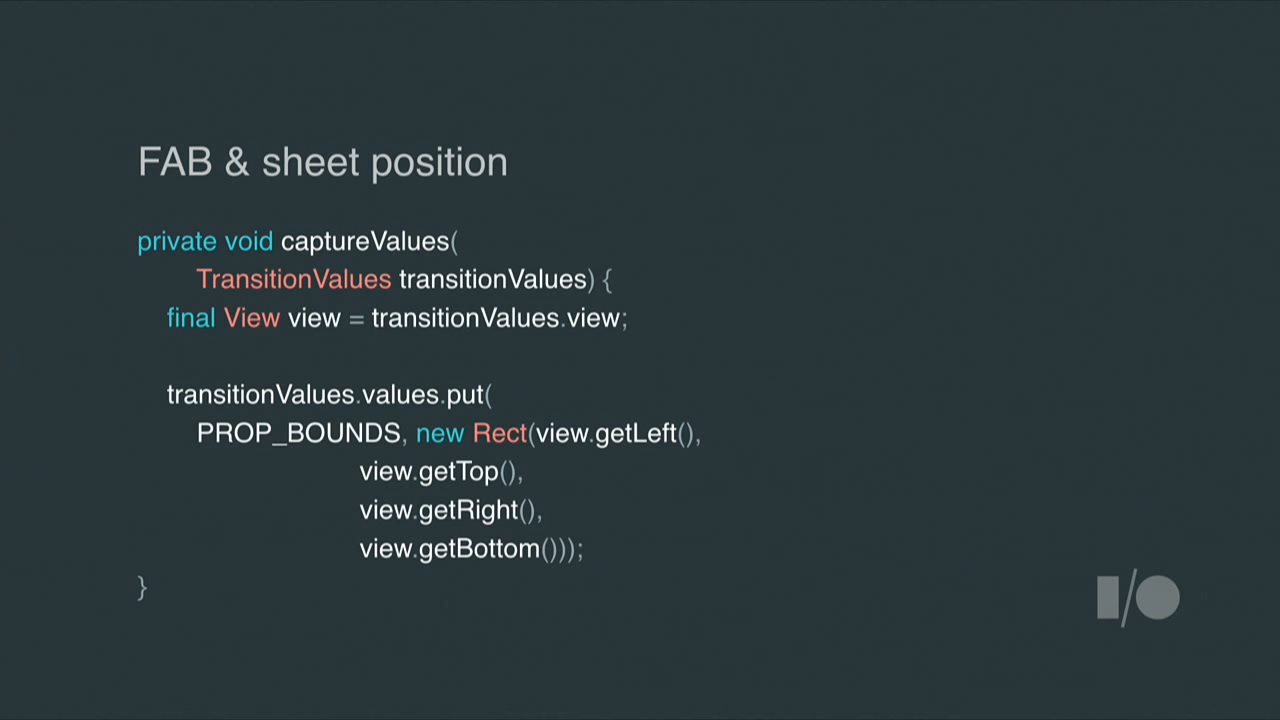 FAB & sheet position
private void captureValues(
TransitionValues transitionValues) {
final View view = transitionValues.view;
transitionValues.values.put(
PROP_BOUNDS, new Rect(view.getLeft(),
view.getTop(),
view.getRight(),
view.getBottom()));
}
I/O